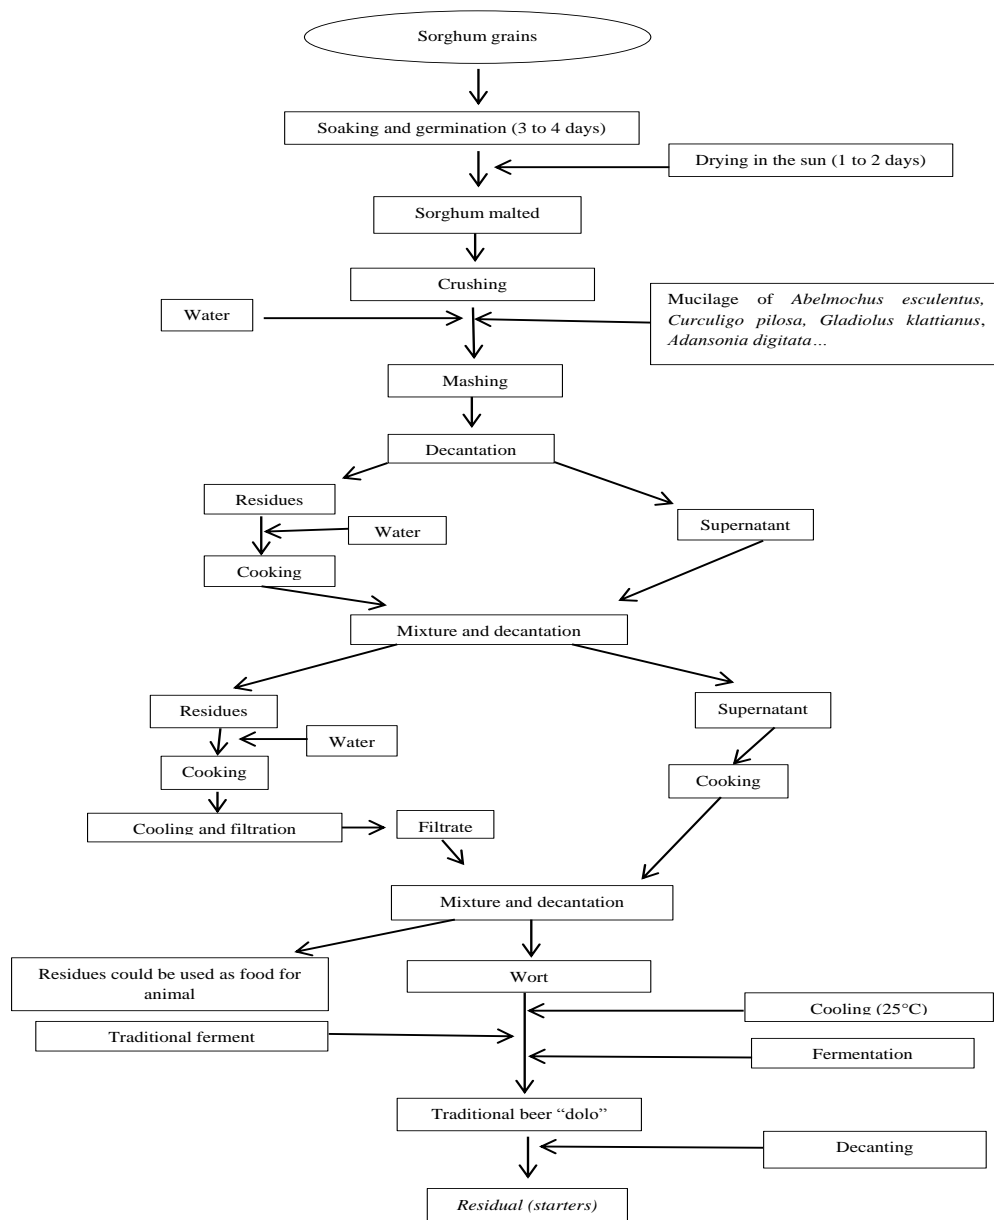 Sorghum grains
Soaking and germination (3 to 4 days)
Drying in the sun (1 to 2 days)
Sorghum malted
Crushing
Water
Mucilage of Abelmochus esculentus,
Curculigo pilosa, Gladiolus klattianus,
Adansonia digitata…
Mashing
Decantation
Residues
Water
Supernatant
Cooking
Mixture and decantation
Residues
Supernatant
Water
Cooking
Cooking
Cooling and filtration
Filtrate
Mixture and decantation
Residues could be used as food for
animal
Wort
Cooling (25°C)
Traditional ferment
Fermentation
Traditional beer “dolo”
Decanting
Residual (starters)